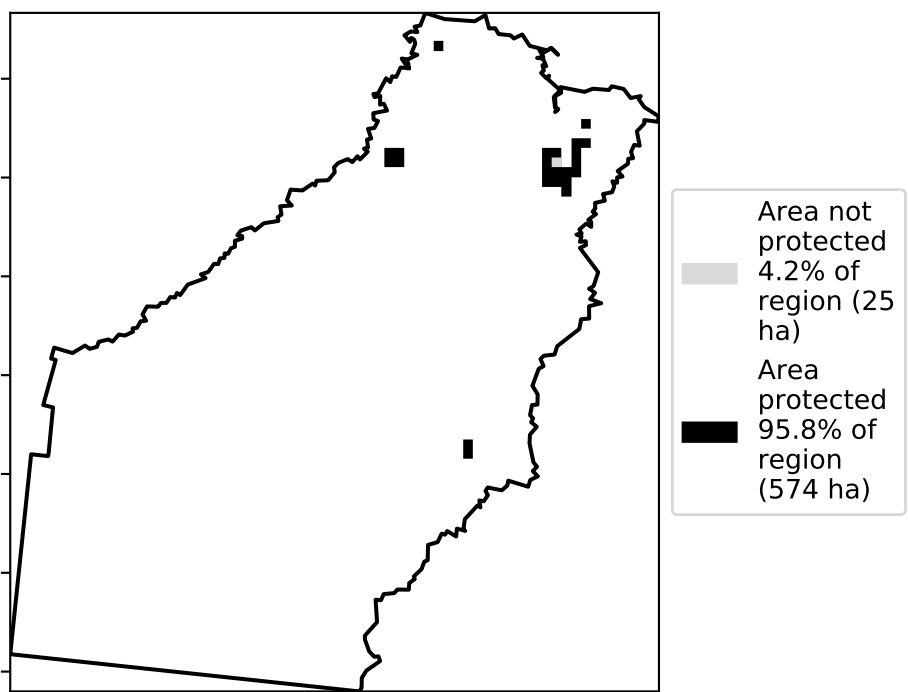 Area not
protected
4.2% of
region (25
ha)
Area
protected
95.8% of
region
(574 ha)